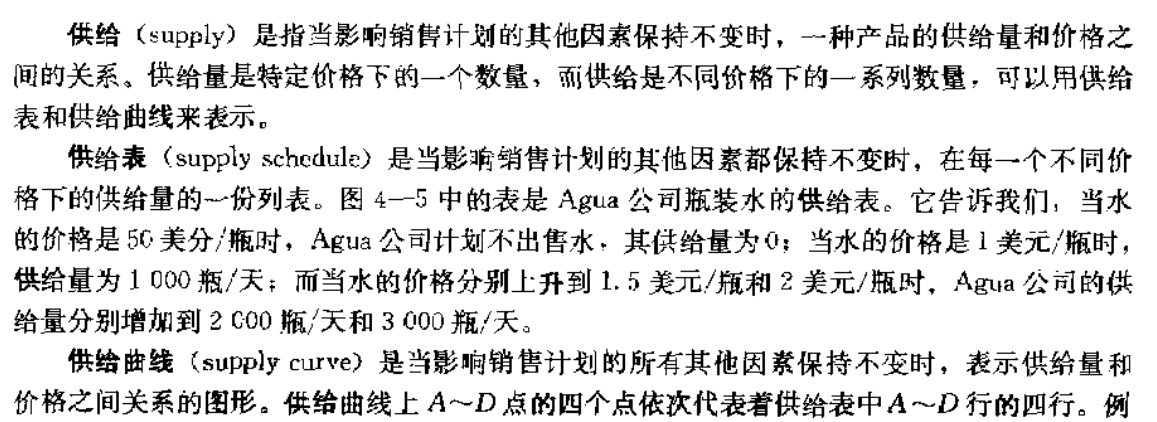 供给（supply）是指当影响销售计划的其他因素保持不变时，一种产品的供给量和价格之
间的关系。供给量是特定价格下的一个数量，而供给是不同价格下的一系列数量，可以用供给
表和供给曲线来表示。
供给表（supply schedule）是当影响销售计划的其他因素都保持不变时，在每一个不同价
格下的供给量的一份列表。图 4—5 中的表是 Agua 公司瓶装水的供给表。它告诉我们，当水
的价格是 50 美分/瓶时，Agua 公司计划不出售水，其供给量为 0；当水的价格是 1 美元/瓶时，
供给量为 1 000 瓶/天；而当水的价格分别上升到 1.5 美元/瓶和 2 美元/瓶时，Agua 公司的供
给量分别增加到 2 000 瓶/天和 3 000 瓶/天。
供给曲线（supply curve）是当影响销售计划的所有其他因素保持不变时，表示供给量和
价格之间关系的图形。供给曲线上 A～D 点的四个点依次代表着供给表中 A～D 行的四行。例